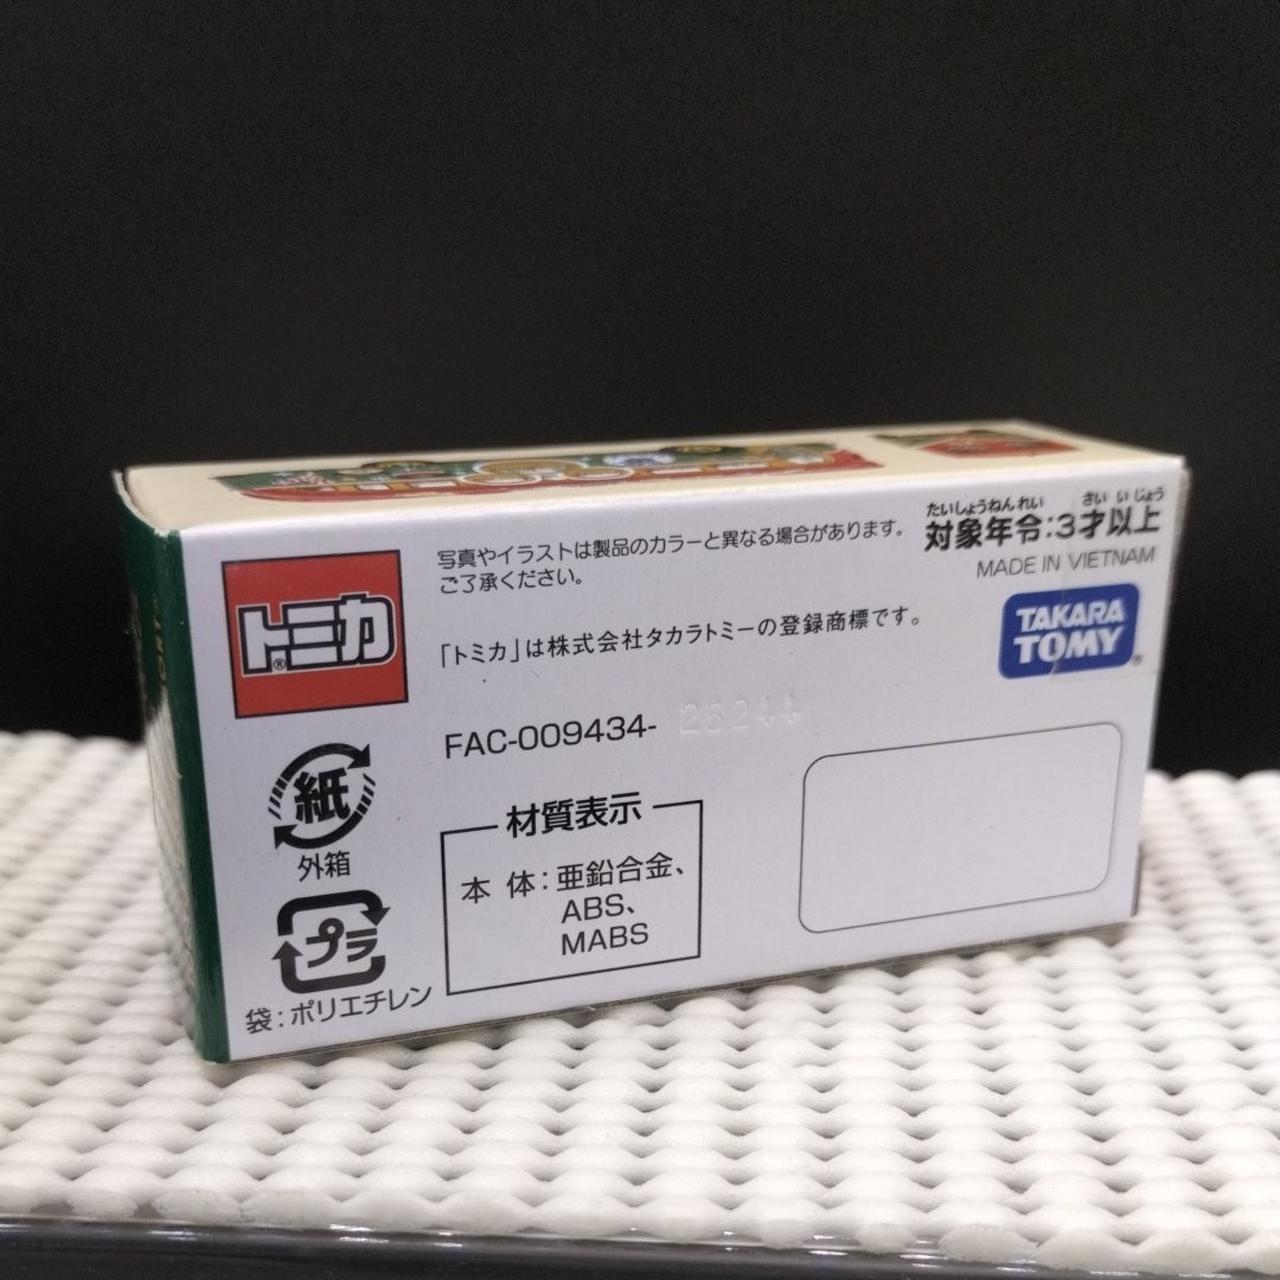 トミカ®
写真やイラストは製品のカラーと異なる場合があります。
ご了承ください。
「トミカ」は株式会社タカラトミーの登録商標です。
たいしょうねんれい さい いじょう
対象年令:3才以上
MADE IN VIETNAM
TAKARA
TOMY®
FAC-009434- 25244
紙
外箱
プラ
袋:ポリエチレン
材質表示
本 体:亜鉛合金、
ABS、
MABS